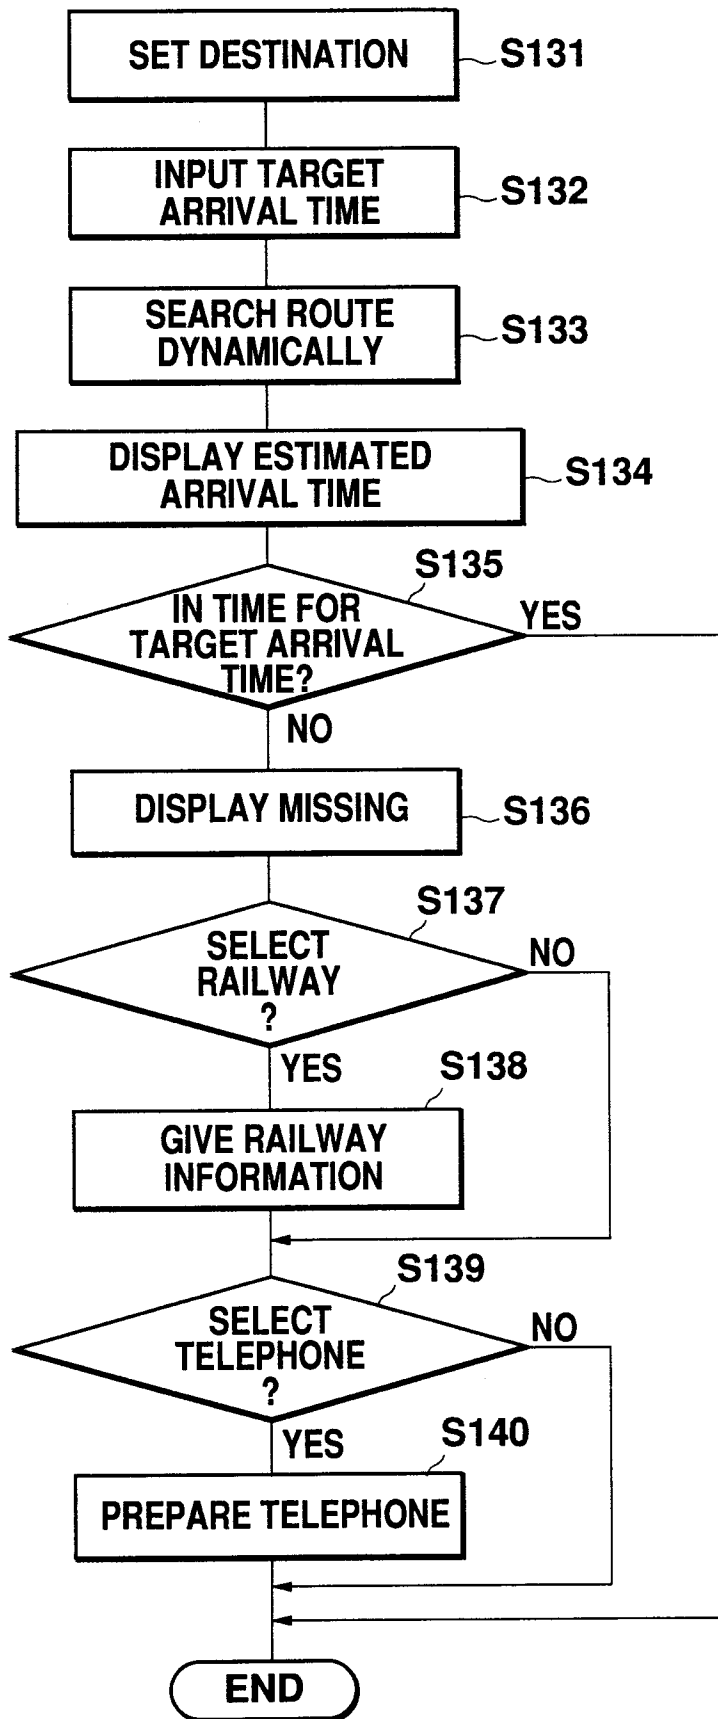 SET DESTINATION
S131
INPUT TARGET
ARRIVAL TIME
S132
SEARCH ROUTE
DYNAMICALLY
S133
DISPLAY ESTIMATED
ARRIVAL TIME
S134
S135
IN TIME FOR
TARGET ARRIVAL
TIME?
YES
NO
DISPLAY MISSING
S136
S137
SELECT
RAILWAY
?
NO
YES
S138
GIVE RAILWAY
INFORMATION
S139
SELECT
TELEPHONE
?
NO
YES
S140
PREPARE TELEPHONE
END